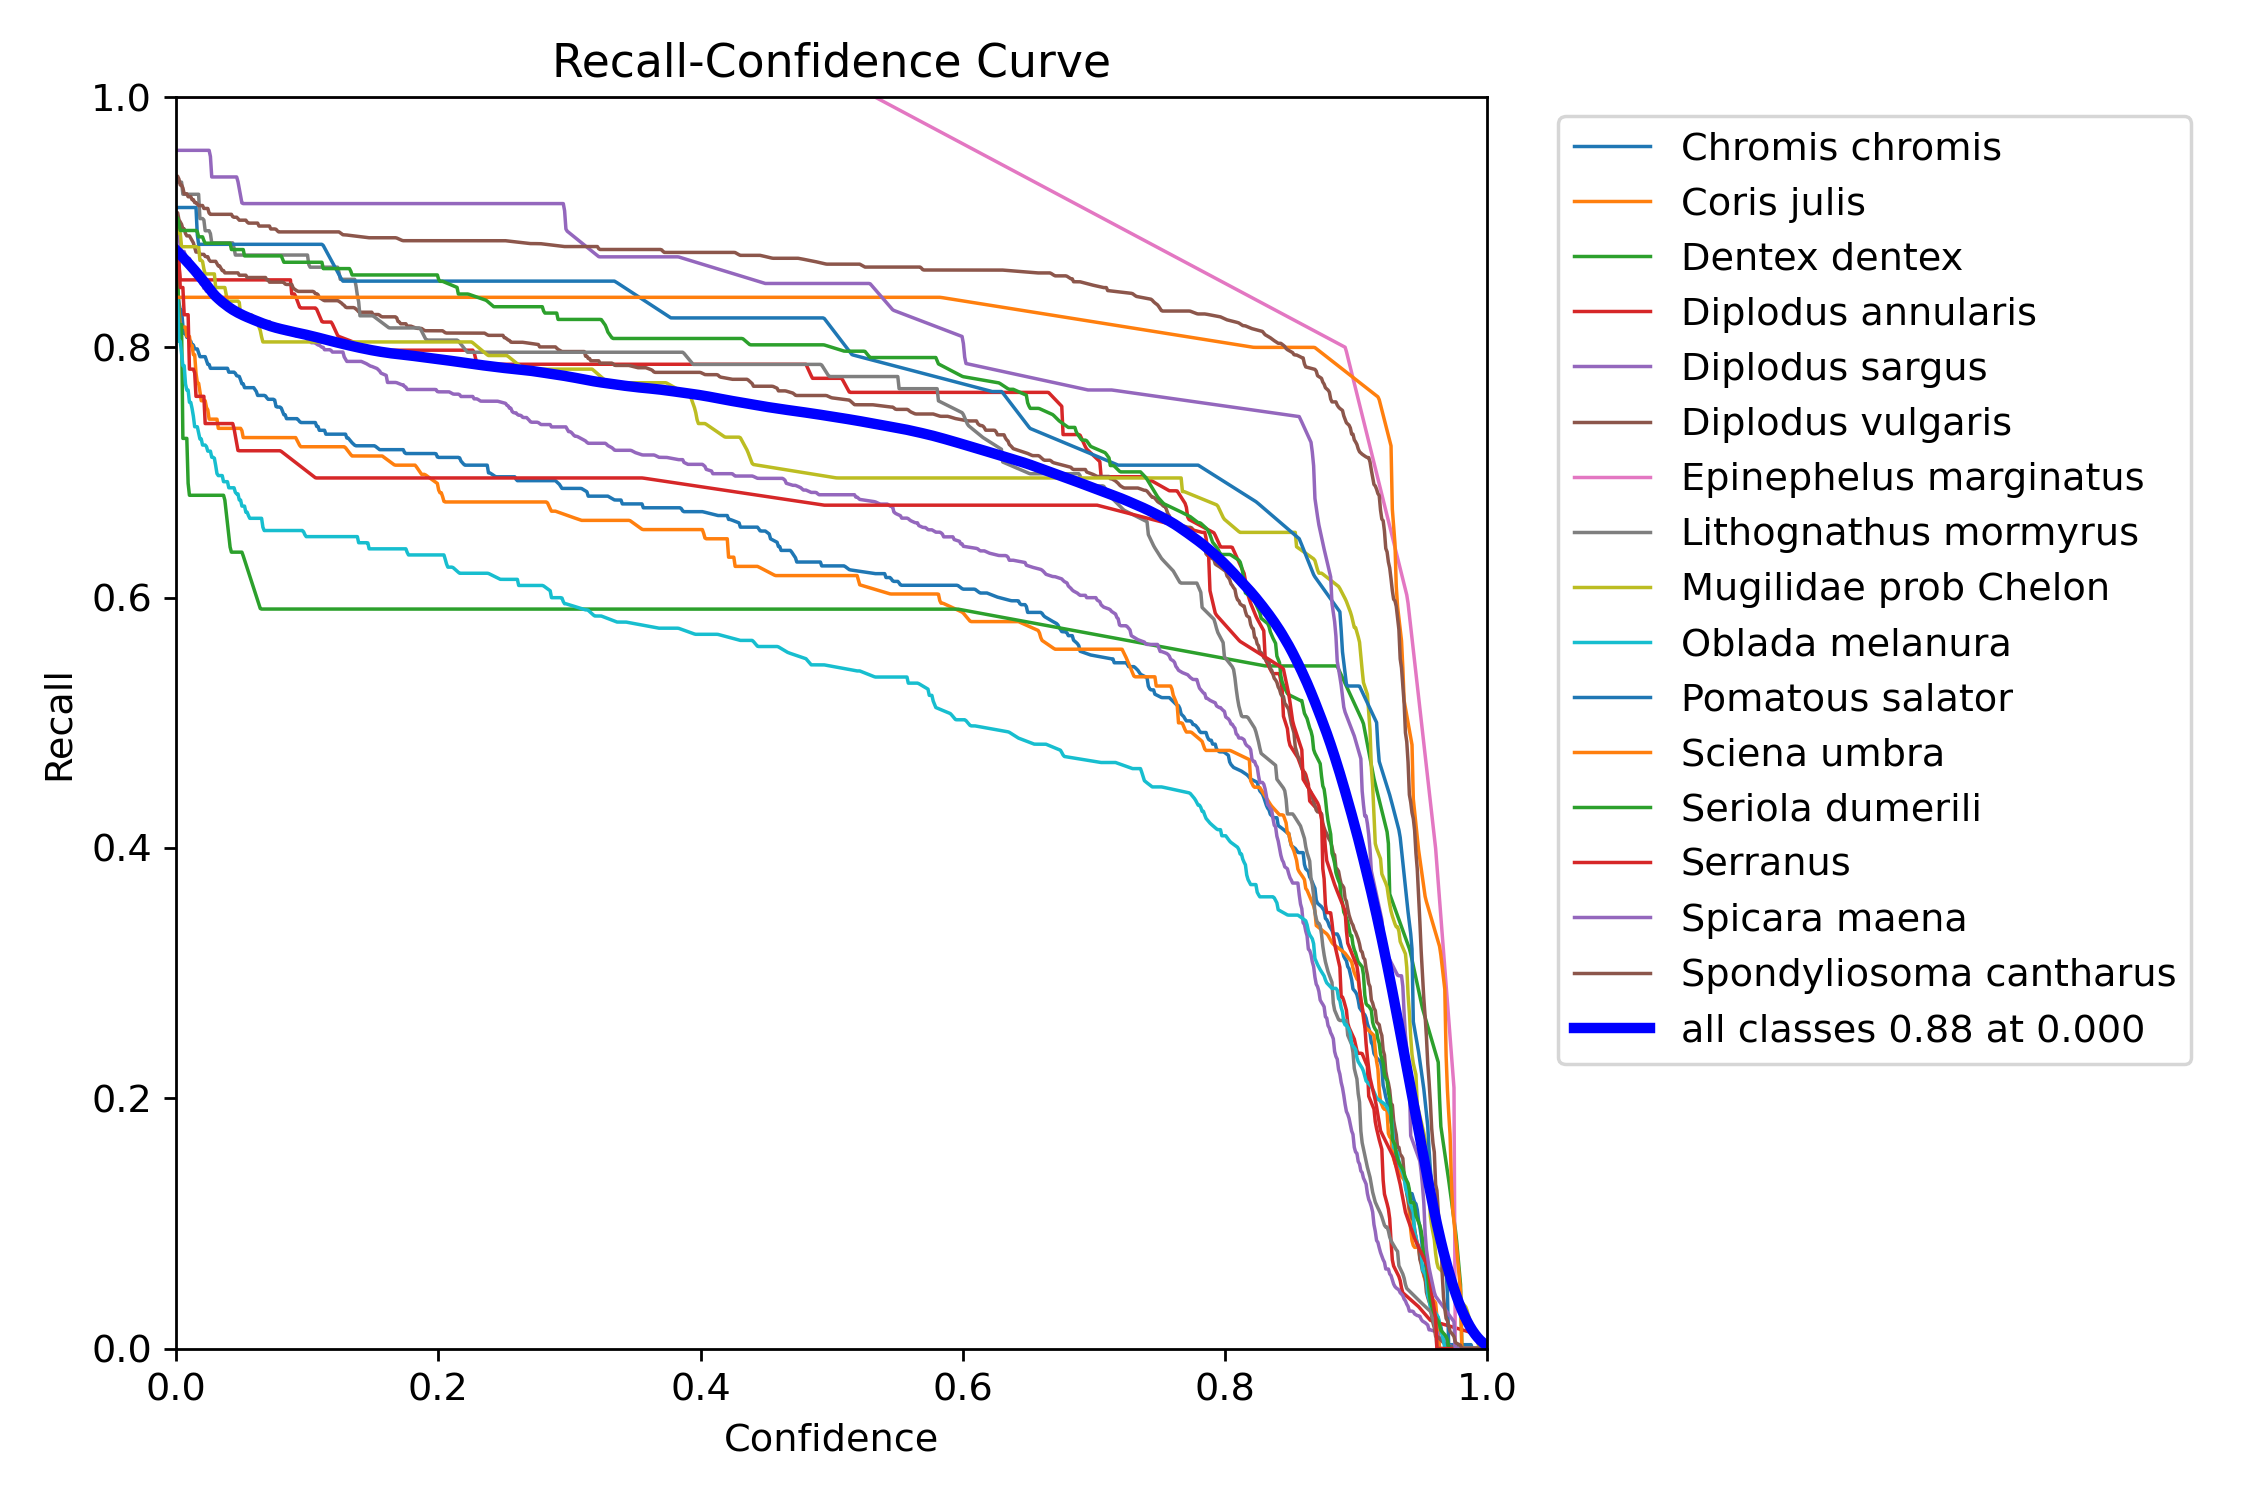 Recall-Confidence Curve
1.0
0.8
0.6
0.4
0.2
0.0
Recall
0.0 0.2 0.4 0.6 0.8 1.0
Confidence
Chromis chromis
Coris julis
Dentex dentex
Diplodus annularis
Diplodus sargus
Diplodus vulgaris
Epinephelus marginatus
Lithognathus mormyrus
Mugilidae prob Chelon
Oblada melanura
Pomatous salator
Sciena umbra
Seriola dumerili
Serranus
Spicara maena
Spondyliosoma cantharus
all classes 0.88 at 0.000